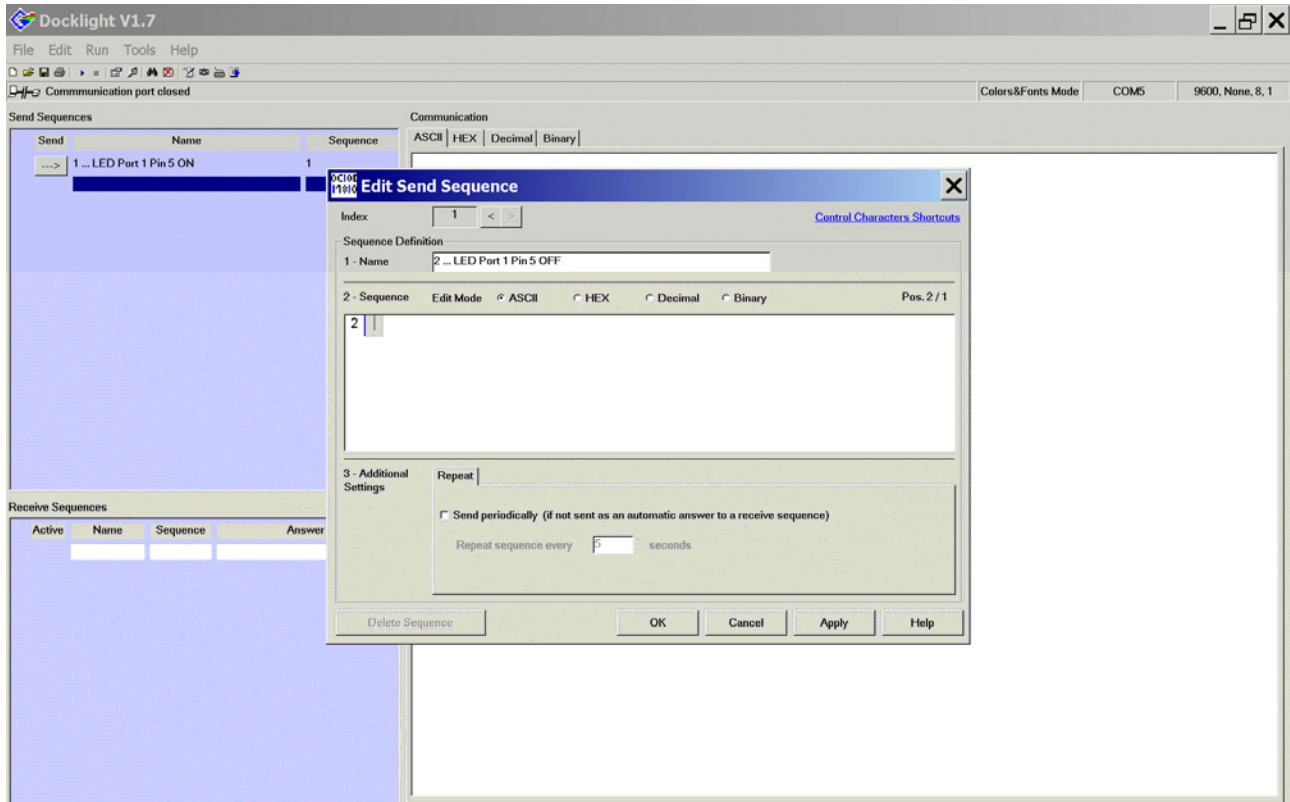 Docklight V1.7
File Edit Run Tools Help
Commmunication port closed
Colors&Fonts Mode COM5 9600, None, 8, 1
Send Sequences
Send Name Sequence
---> 1 ... LED Port 1 Pin 5 ON 1
Communication
ASCII HEX Decimal Binary
Edit Send Sequence
Index 1 < > Control Characters Shortcuts
Sequence Definition
1 - Name 2 ... LED Port 1 Pin 5 OFF
2 - Sequence Edit Mode ASCII HEX Decimal Binary Pos. 2 / 1
2
3 - Additional Settings
Repeat
Send periodically (if not sent as an automatic answer to a receive sequence)
Repeat sequence every 5 seconds
Delete Sequence OK Cancel Apply Help
Receive Sequences
Active Name Sequence Answer